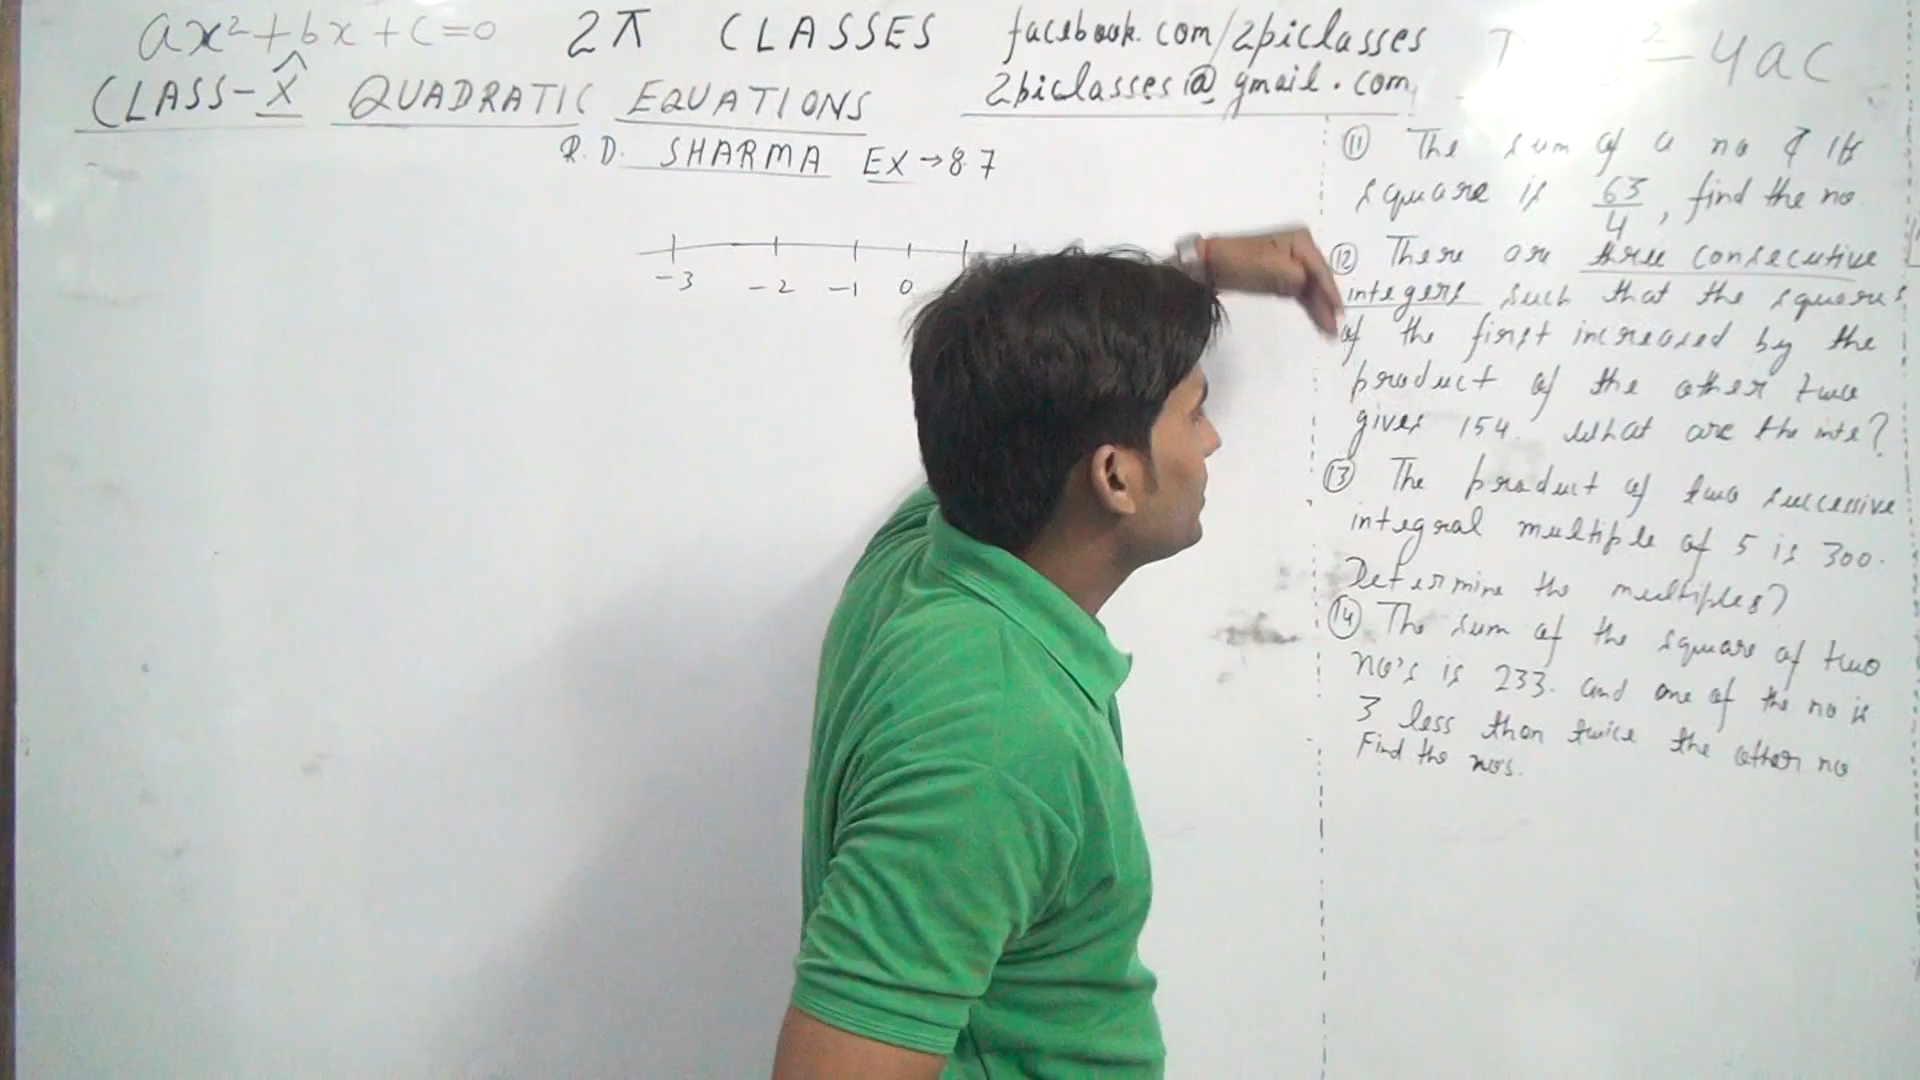 ax²+bx+c=0 2π CLASSES facebook.com/2piclasses
²-4ac
CLASS-X QUADRATIC EQUATIONS 2piclasses@gmail.com
R.D. SHARMA EX→8.7
-3 -2 -1 0
⑪ The sum of a no & its
square is 63/4, find the no
⑫ There are three consecutive
integers such that the square
of the first increased by the
product of the other two
gives 154. What are the ints?
⑬ The product of two successive
integral multiple of 5 is 300.
Determine the multiples?
⑭ The sum of the square of two
no's is 233. and one of the no is
3 less than twice the other no
Find the nos.